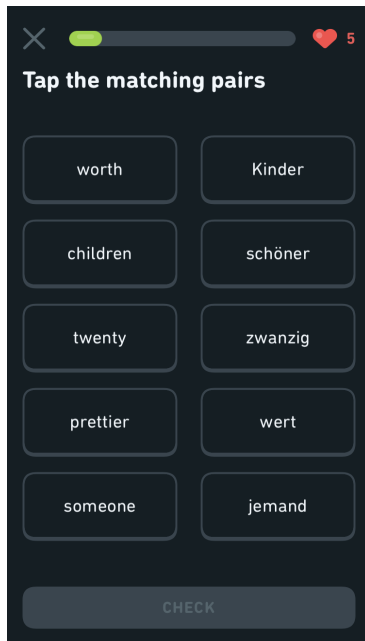 5
Tap the matching pairs
worth Kinder
children schöner
twenty zwanzig
prettier wert
someone jemand
CHECK